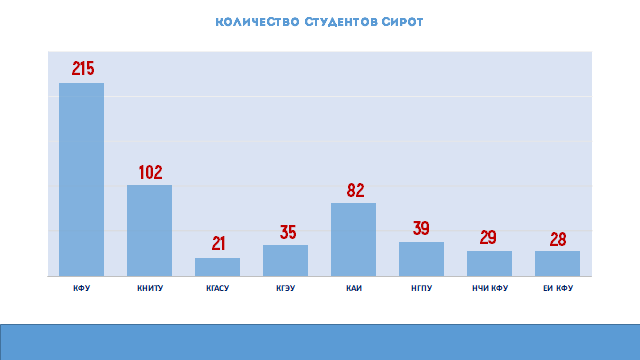 КОЛИЧЕСТВО СТУДЕНТОВ СИРОТ
215
102
21
35
82
39
29
28
КФУ
КНИТУ
КГАСУ
КГЭУ
КАИ
НГПУ
НЧИ КФУ
ЕИ КФУ